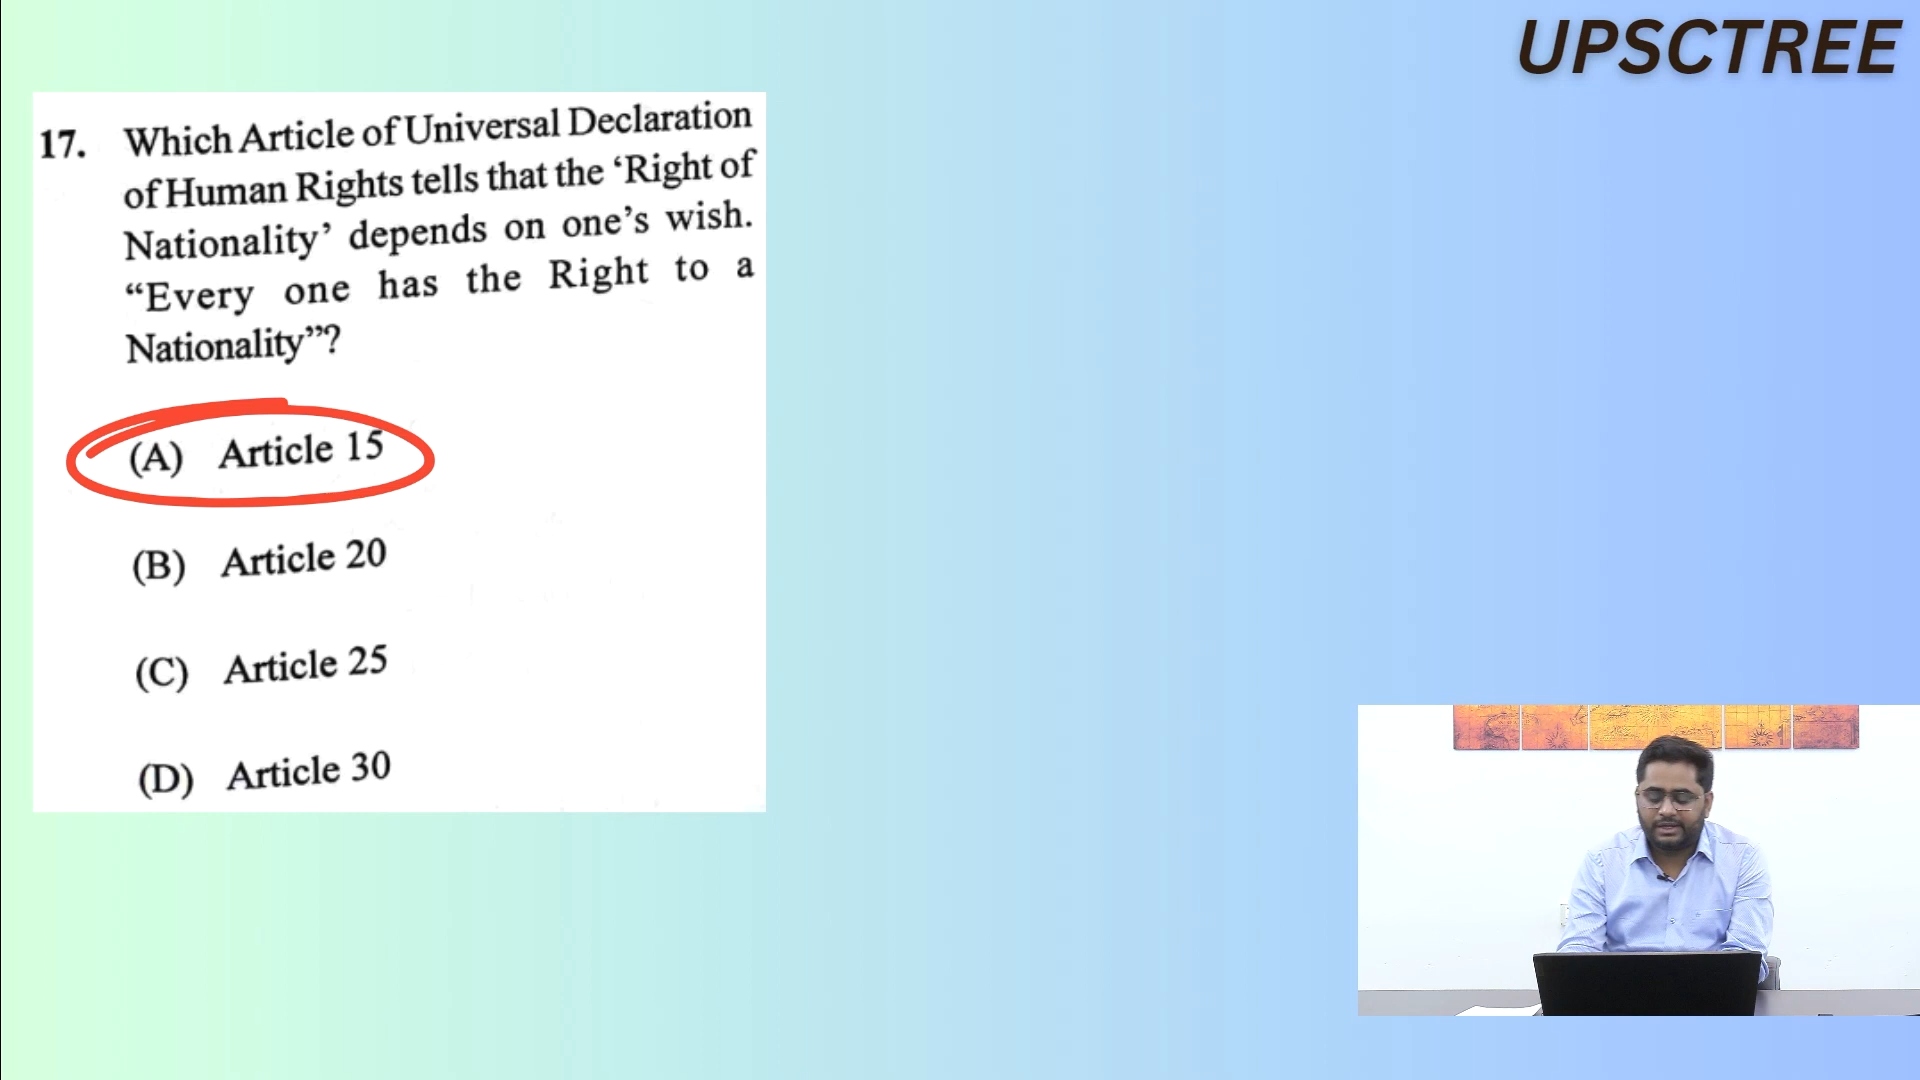 UPSCTREE
17. Which Article of Universal Declaration
of Human Rights tells that the ‘Right of
Nationality’ depends on one’s wish.
“Every one has the Right to a
Nationality”?
(A) Article 15
(B) Article 20
(C) Article 25
(D) Article 30